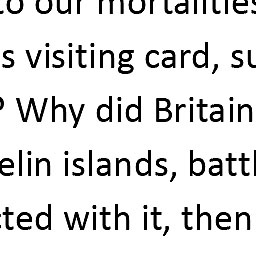 to our mortalities
s visiting card, su
? Why did Britain
elin islands, battl
cted with it, then